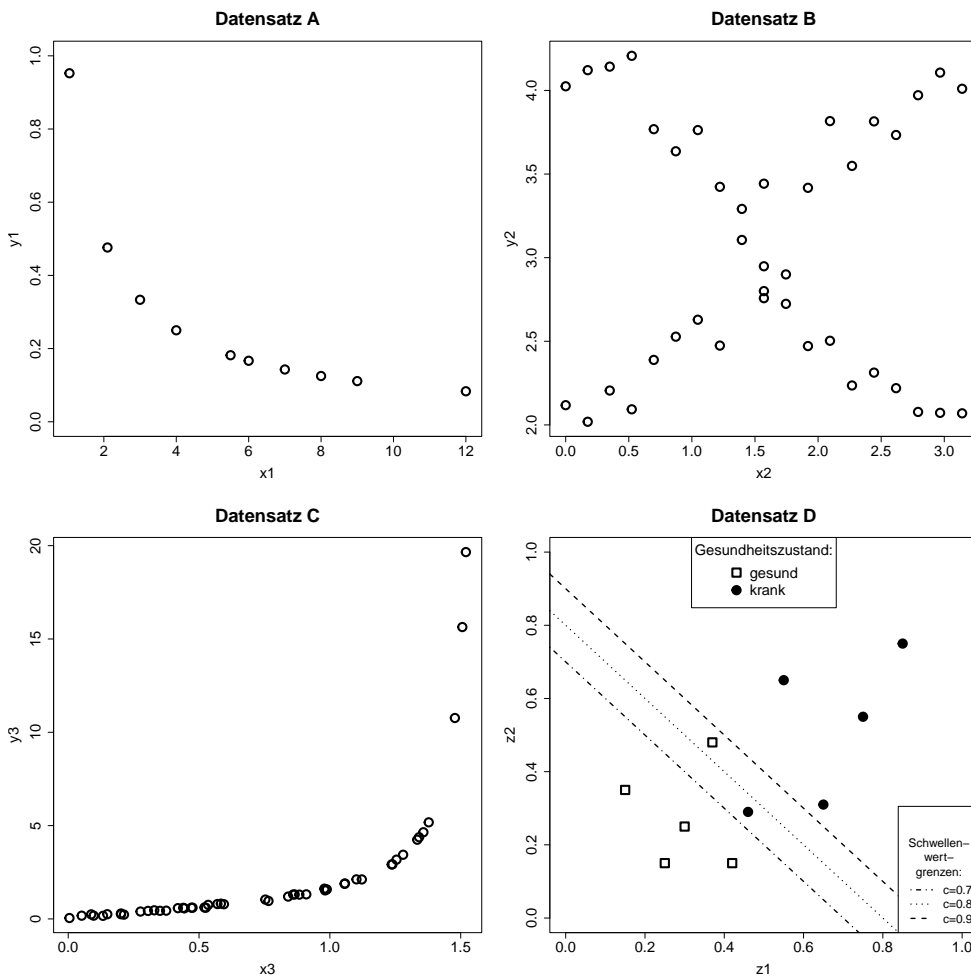 Datensatz A
1.0
0.8
0.6
0.4
0.2
0.0
y1
2 4 6 8 10 12
x1
Datensatz B
4.0
3.5
3.0
2.5
2.0
y2
0.0 0.5 1.0 1.5 2.0 2.5 3.0
x2
Datensatz C
20
15
10
5
0
y3
0.0 0.5 1.0 1.5
x3
Datensatz D
1.0
0.8
0.6
0.4
0.2
0.0
z2
Gesundheitszustand:
gesund
krank
Schwellen−
wert−
grenzen:
c=0.7
c=0.8
c=0.9
0.0 0.2 0.4 0.6 0.8 1.0
z1